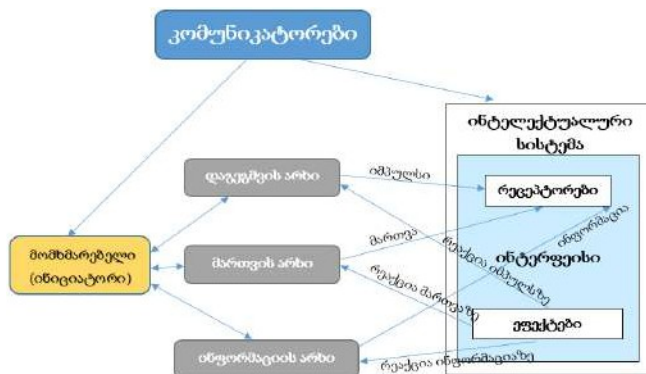 კომუნიკატორები
ინტელექტუალური
სისტემა
დაგეგმვის არხი
იმპულსი
რეცეპტორები
ინფორმაცია
მართვა
მომხმარებელი
(ინიციატორი)
მართვის არხი
რეაქცია იმპულსზე
ინტერფეისი
რეაქცია მართვაზე
ეფექტები
ინფორმაციის არხი
რეაქცია ინფორმაციაზე